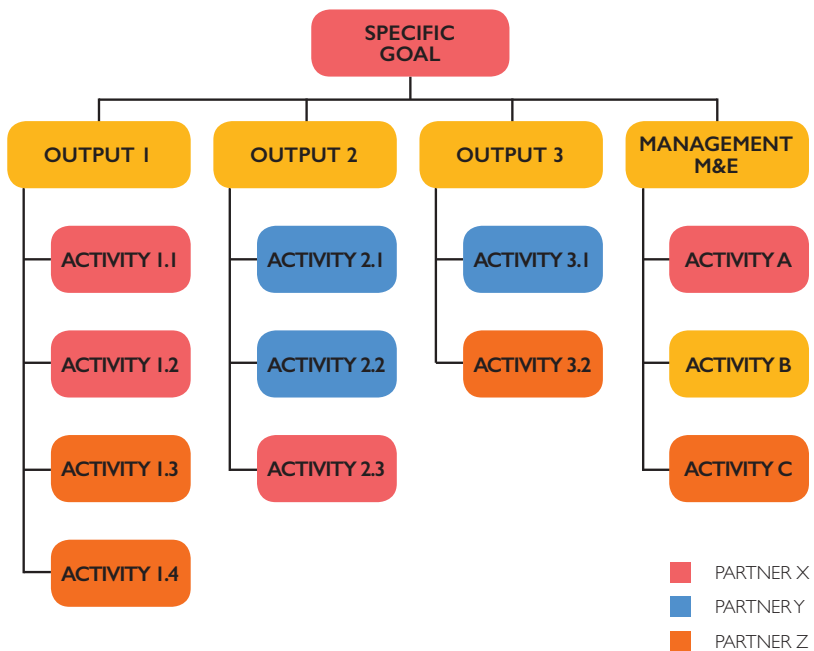 SPECIFIC
GOAL
OUTPUT 1
OUTPUT 2
OUTPUT 3
MANAGEMENT
M&E
ACTIVITY 1.1
ACTIVITY 2.1
ACTIVITY 3.1
ACTIVITY A
ACTIVITY 1.2
ACTIVITY 2.2
ACTIVITY 3.2
ACTIVITY B
ACTIVITY 1.3
ACTIVITY 2.3
ACTIVITY C
ACTIVITY 1.4
PARTNER X
PARTNER Y
PARTNER Z